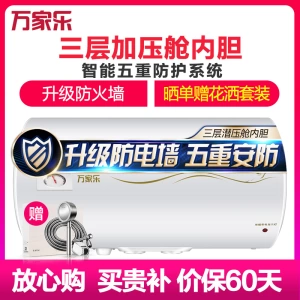 万家乐
三层加压舱内胆
智能五重防护系统
升级防火墙 晒单赠花洒套装
三层潜压舱内胆
升级防电墙 五重安防
万家乐
赠
放心购 买贵补 价保60天